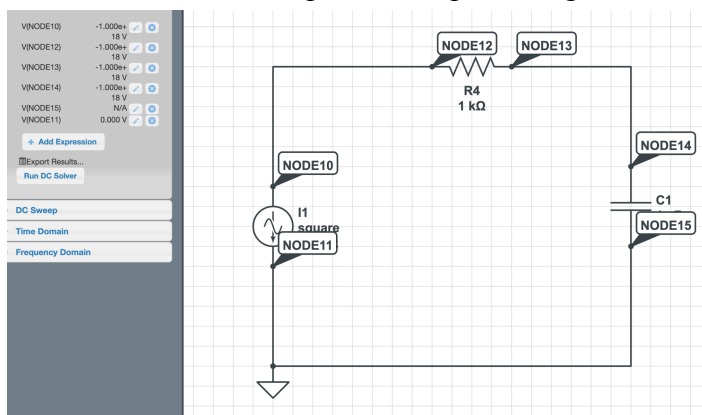 V(NODE10) -1.000e+
18 V
V(NODE12) -1.000e+
18 V
V(NODE13) -1.000e+
18 V
V(NODE14) -1.000e+
18 V
V(NODE15) N/A
V(NODE11) 0.000 V
+ Add Expression
Export Results...
Run DC Solver
DC Sweep
Time Domain
Frequency Domain
NODE12 NODE13
R4
1 kΩ
NODE14
NODE10
C1
I1
square
NODE15
NODE11